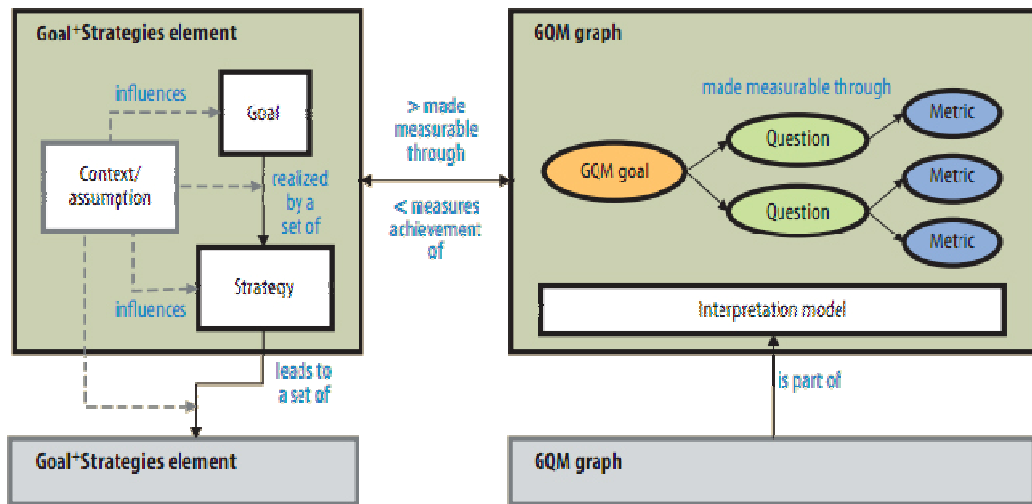 Goal+Strategies element
influences
Goal
Context/
assumption
realized by a
set of
Strategy
influences
leads to
a set of
Goal+Strategies element
> made
measurable
through
< measures
achievement
of
GQM graph
made measurable through
Metric
Question
GQM goal
Metric
Question
Metric
Interpretation model
is part of
GQM graph